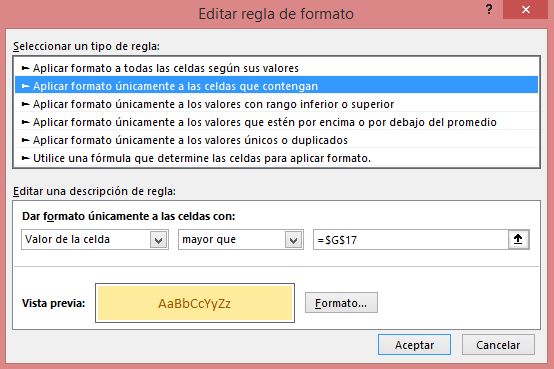 Editar regla de formato
?
Seleccionar un tipo de regla:
► Aplicar formato a todas las celdas según sus valores
► Aplicar formato únicamente a las celdas que contengan
► Aplicar formato únicamente a los valores con rango inferior o superior
► Aplicar formato únicamente a los valores que estén por encima o por debajo del promedio
► Aplicar formato únicamente a los valores únicos o duplicados
► Utilice una fórmula que determine las celdas para aplicar formato.
Editar una descripción de regla:
Dar formato únicamente a las celdas con:
Valor de la celda mayor que =$G$17
Vista previa: AaBbCcYyZz Formato...
Aceptar Cancelar